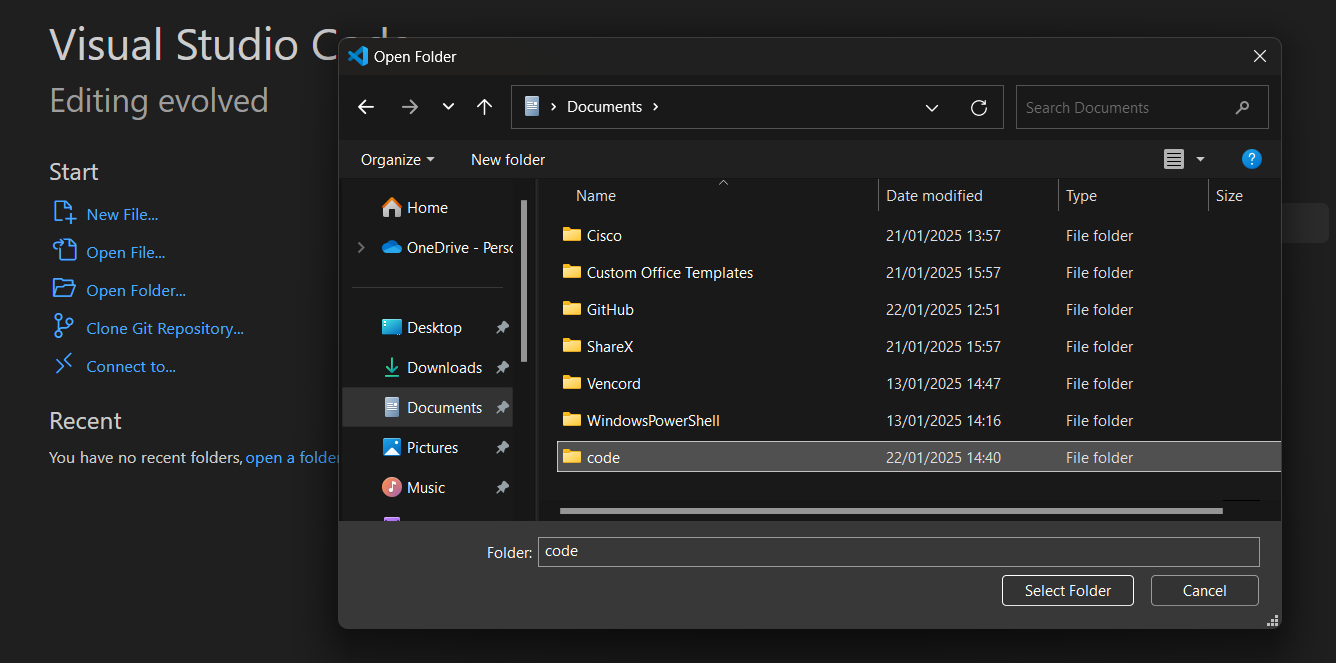 Visual Studio
Editing evolved
Start
New File...
Open File...
Open Folder...
Clone Git Repository...
Connect to...
Recent
You have no recent folders, open a folder
Open Folder
Documents
Search Documents
Organize
New folder
?
Home
OneDrive -
Desktop
Downloads
Documents
Pictures
Music
Name Date modified Type Size
Cisco 21/01/2025 13:57 File folder
Custom Office Templates 21/01/2025 15:57 File folder
GitHub 22/01/2025 12:51 File folder
ShareX 21/01/2025 15:57 File folder
Vencord 13/01/2025 14:47 File folder
WindowsPowerShell 13/01/2025 14:16 File folder
code 22/01/2025 14:40 File folder
Folder: code
Select Folder Cancel